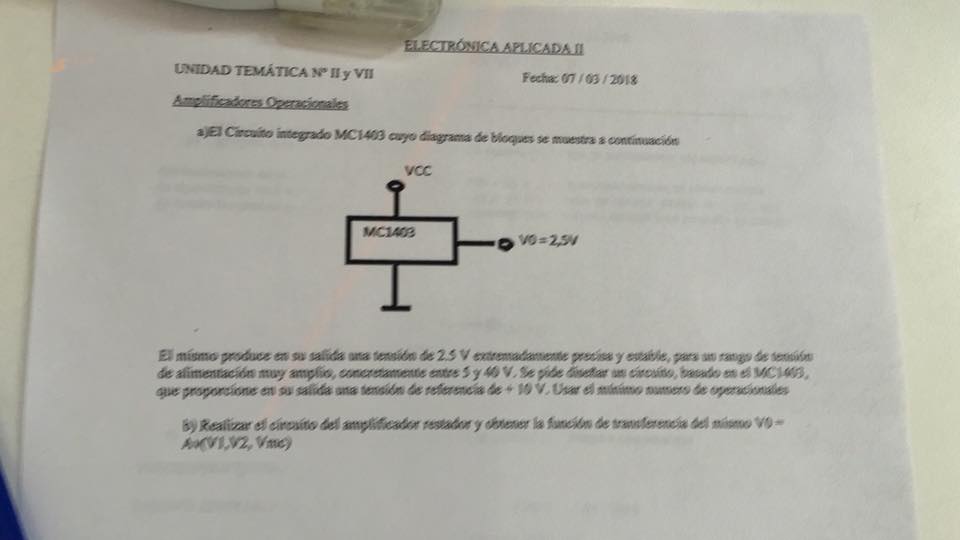 ELECTRÓNICA APLICADA II
UNIDAD TEMÁTICA Nº II y VII
Fecha: 07 / 03 / 2018
Amplificadores Operacionales
a)El Circuito integrado MC1403 cuyo diagrama de bloques se muestra a continuación
VCC
MC1403
V0 = 2,5V
El mismo produce en su salida una tensión de 2.5 V extremadamente precisa y estable, para un rango de tensión
de alimentación muy amplio, concretamente entre 5 y 40 V. Se pide diseñar un circuito, basado en el MC1403,
que proporcione en su salida una tensión de referencia de + 10 V. Usar el mínimo numero de operacionales
b) Realizar el circuito del amplificador restador y obtener la función de transferencia del mismo V0 =
(V1,V2, Vmc)